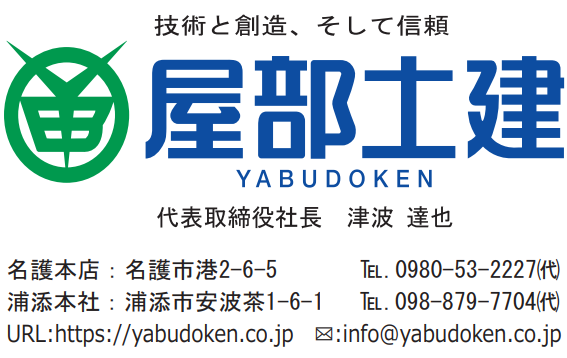 技術と創造、そして信頼
屋部土建
YABUDOKEN
代表取締役社長　津波 達也
名護本店：名護市港2-6-5　℡. 0980-53-2227㈹
浦添本社：浦添市安波茶1-6-1　℡. 098-879-7704㈹
URL:https://yabudoken.co.jp　✉:info@yabudoken.co.jp